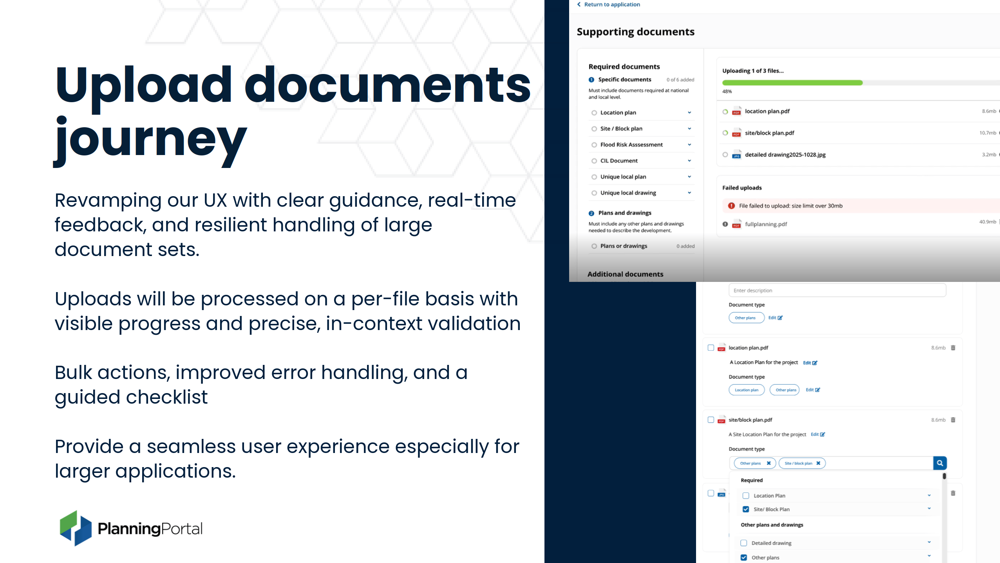 Upload documents
journey
Revamping our UX with clear guidance, real-time
feedback, and resilient handling of large
document sets.
Uploads will be processed on a per-file basis with
visible progress and precise, in-context validation
Bulk actions, improved error handling, and a
guided checklist
Provide a seamless user experience especially for
larger applications.
PlanningPortal
Return to application
Supporting documents
Required documents
1 Specific documents 0 of 6 added
Must include documents required at national
and local level.
Location plan
Site / Block plan
Flood Risk Asssessment
CIL Document
Unique local plan
Unique local drawing
2 Plans and drawings
Must include any other plans and drawings
needed to describe the development.
Plans or drawings 0 added
Additional documents
Uploading 1 of 3 files...
48%
PDF location plan.pdf 8.6mb
PDF site/block plan.pdf 10.7mb
JPG detailed drawing2025-1028.jpg 3.2mb
Failed uploads
File failed to upload: size limit over 30mb
PDF fullplanning.pdf 40.9mb
Enter description
Document type
Other plans Edit
PDF location plan.pdf 8.6mb
A Location Plan for the project Edit
Document type
Location plan Other plans Edit
PDF site/block plan.pdf 8.6mb
A Site Location Plan for the project Edit
Document type
Other plans Site / block plan
Required
JPG
Location Plan
Site/ Block Plan
Other plans and drawings
Detailed drawing
Other plans